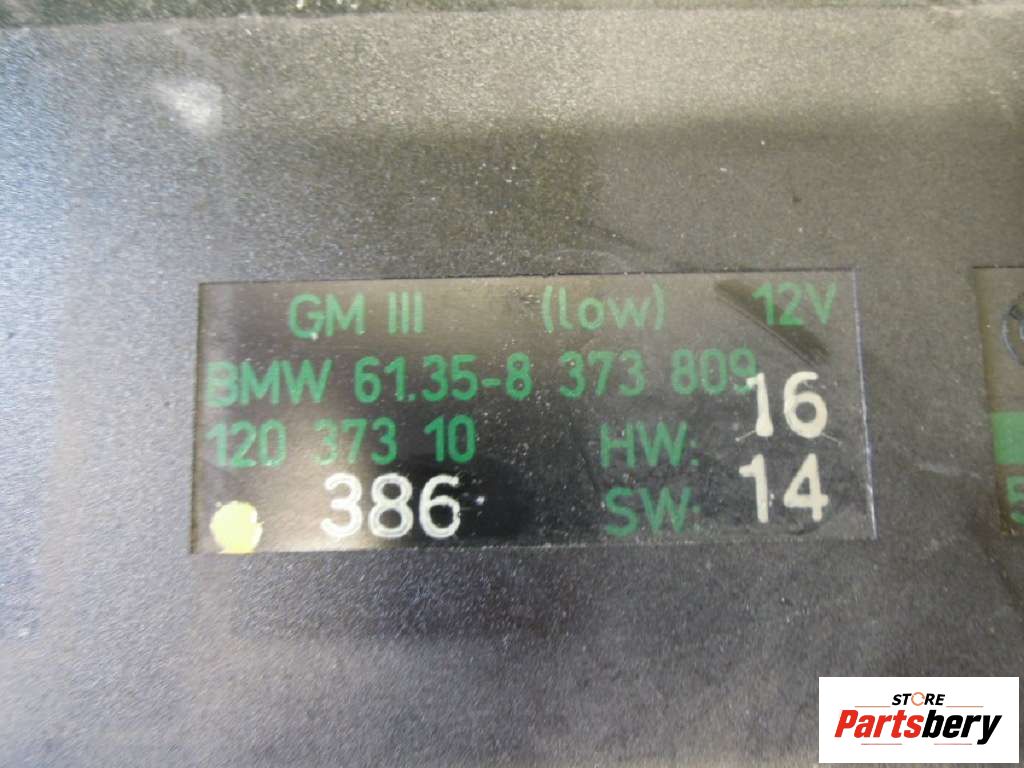 GM III (low) 12V
BMW 61.35-8 373 809
120 373 10 HW: 16
386 SW: 14
5
STORE
Partsbery